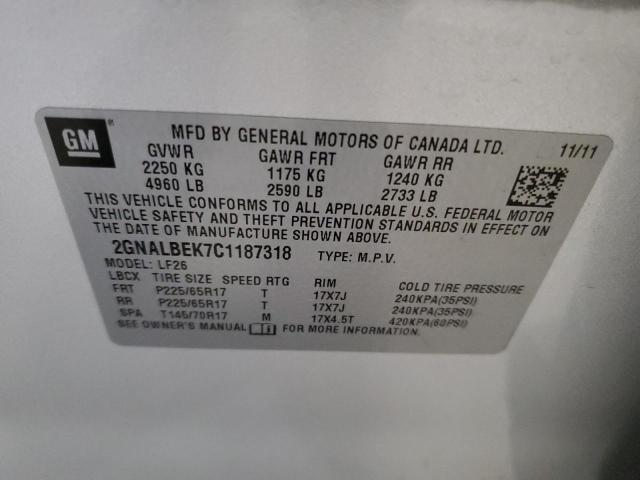 GM ®
MFD BY GENERAL MOTORS OF CANADA LTD. 11/11
GVWR GAWR FRT GAWR RR
2250 KG 1175 KG 1240 KG
4960 LB 2590 LB 2733 LB
THIS VEHICLE CONFORMS TO ALL APPLICABLE U.S. FEDERAL MOTOR
VEHICLE SAFETY AND THEFT PREVENTION STANDARDS IN EFFECT ON
THE DATE OF MANUFACTURE SHOWN ABOVE.
2GNALBEK7C1187318 TYPE: M.P.V.
MODEL: LF26
LBCX TIRE SIZE SPEED RTG RIM COLD TIRE PRESSURE
FRT P225/65R17 T 17X7J 240KPA(35PSI)
RR P225/65R17 T 17X7J 240KPA(35PSI)
SPA T145/70R17 M 17X4.5T 420KPA(60PSI)
SEE OWNER'S MANUAL FOR MORE INFORMATION.